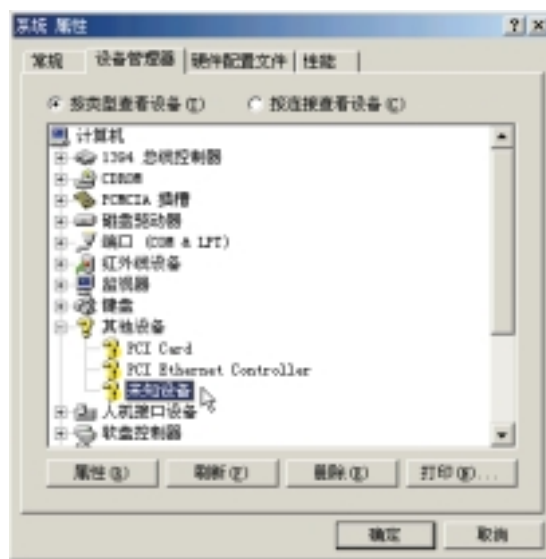 系统 属性
常规 设备管理器 硬件配置文件 性能
按类型查看设备(T) 按连接查看设备(C)
计算机
1394 总线控制器
CDROM
PCMCIA 插槽
磁盘驱动器
端口 (COM & LPT)
红外线设备
监视器
键盘
其他设备
PCI Card
PCI Ethernet Controller
未知设备
人机接口设备
软盘控制器
属性(R) 刷新(F) 删除(E) 打印(N)...
确定 取消